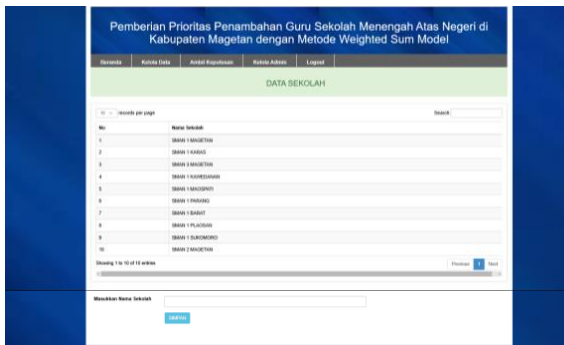 Pemberian Prioritas Penambahan Guru Sekolah Menengah Atas Negeri di
Kabupaten Magetan dengan Metode Weighted Sum Model
Beranda Kelola Data Ambil Keputusan Kelola Admin Logout
DATA SEKOLAH
10 records per page Search:
No Nama Sekolah
1 SMAN 1 MAGETAN
2 SMAN 1 KARAS
3 SMAN 3 MAGETAN
4 SMAN 1 KAWEDANAN
5 SMAN 1 MAOSPATI
6 SMAN 1 PARANG
7 SMAN 1 BARAT
8 SMAN 1 PLAOSAN
9 SMAN 1 SUKOMORO
10 SMAN 2 MAGETAN
Showing 1 to 10 of 10 entries Previous 1 Next
Masukkan Nama Sekolah
SIMPAN